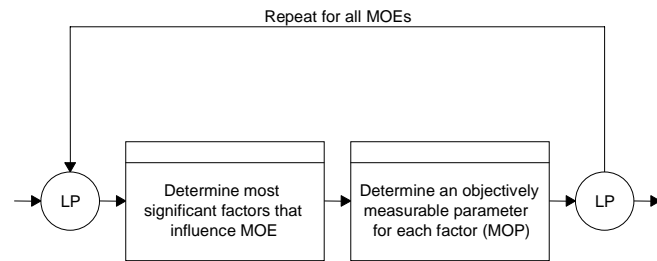 Repeat for all MOEs
LP
Determine most
significant factors that
influence MOE
Determine an objectively
measurable parameter
for each factor (MOP)
LP